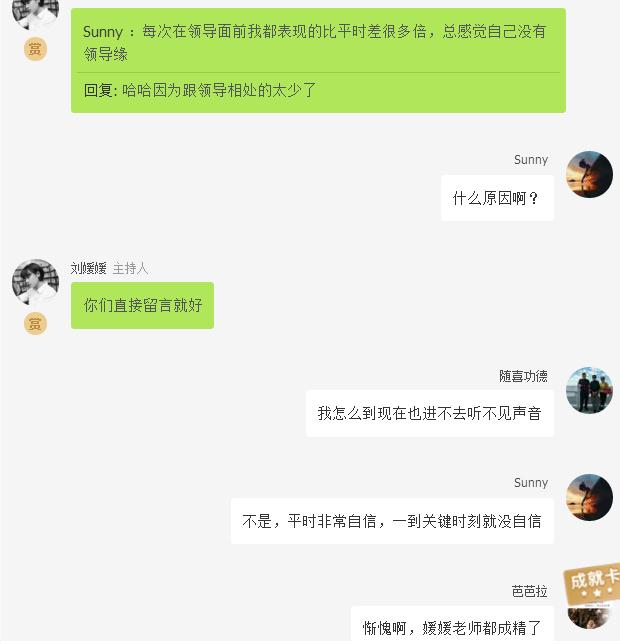 Sunny ：每次在领导面前我都表现的比平时差很多倍，总感觉自己没有
领导缘
赏
回复: 哈哈因为跟领导相处的太少了
Sunny
什么原因啊？
刘媛媛 主持人
你们直接留言就好
赏
随喜功德
我怎么到现在也进不去听不见声音
Sunny
不是，平时非常自信，一到关键时刻就没自信
成就卡
芭芭拉
惭愧啊，媛媛老师都成精了